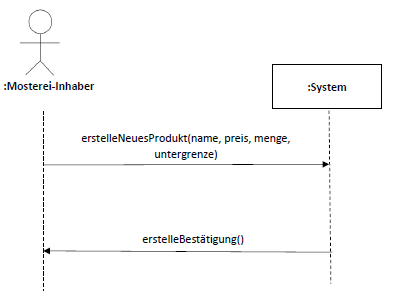 :Mosterei-Inhaber
:System
erstelleNeuesProdukt(name, preis, menge,
untergrenze)
erstelleBestätigung()